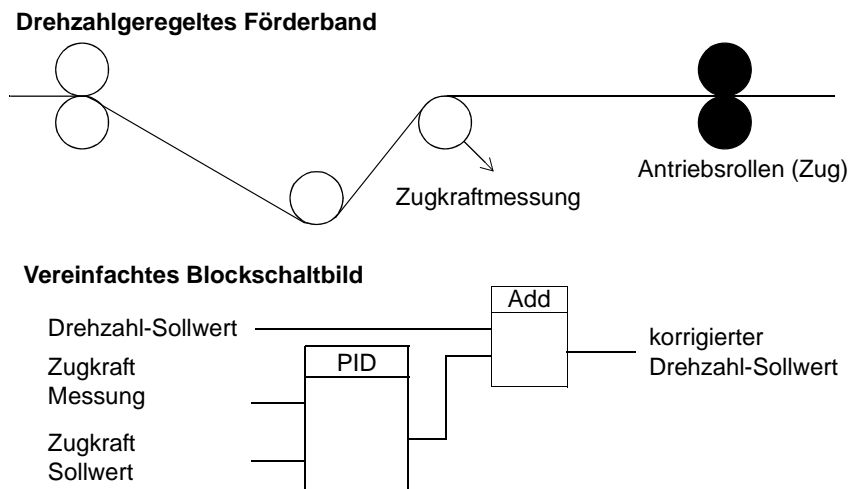 Drehzahlgeregeltes Förderband
Antriebsrollen (Zug)
Zugkraftmessung
Vereinfachtes Blockschaltbild
Add
Drehzahl-Sollwert
korrigierter
Drehzahl-Sollwert
Zugkraft
Messung
PID
Zugkraft
Sollwert